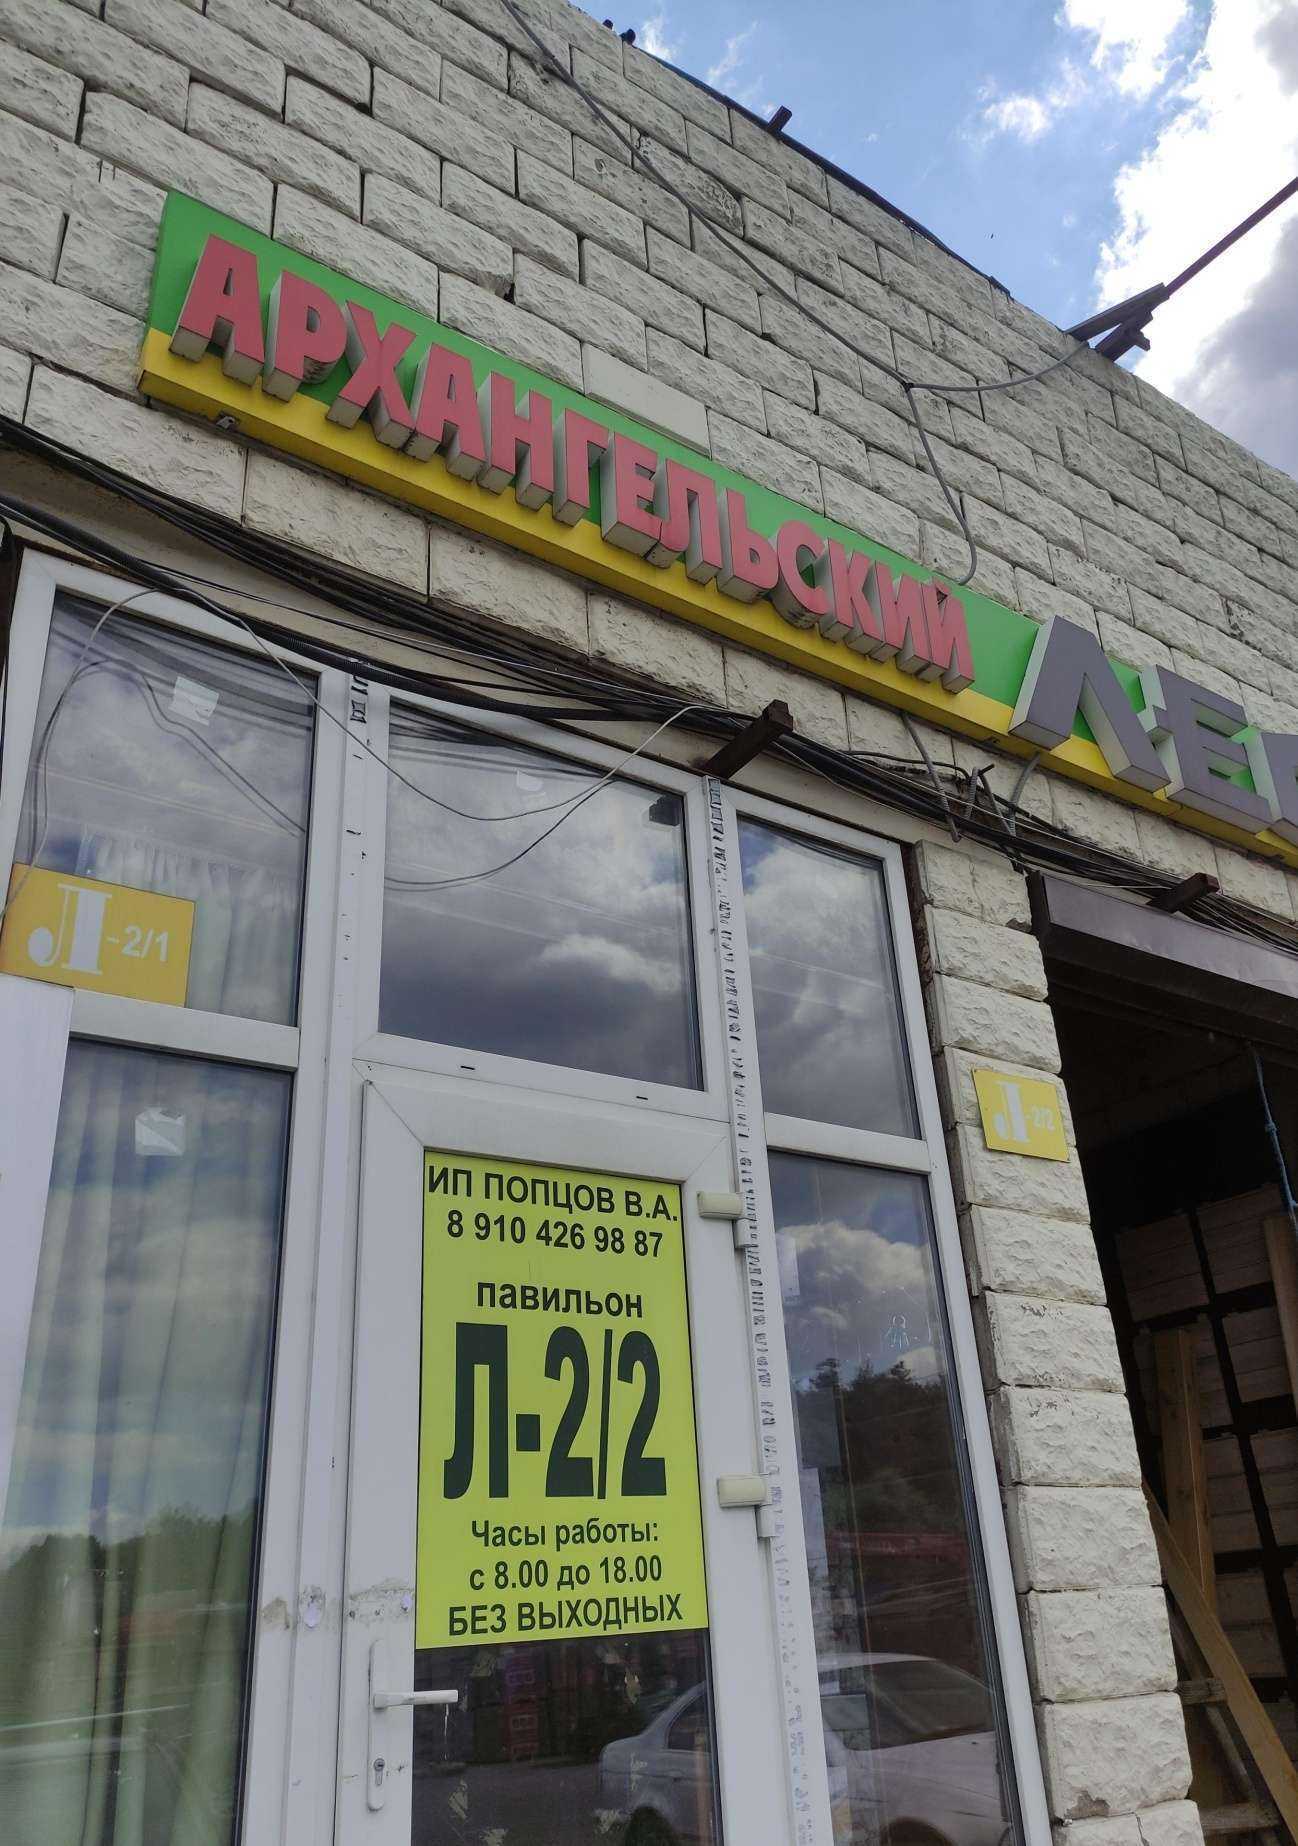 АРХАНГЕЛЬСКИЙ
Л-2/1
Л-2/2
ИП ПОПЦОВ В.А.
8 910 426 98 87
павильон
Л-2/2
Часы работы:
с 8.00 до 18.00
БЕЗ ВЫХОДНЫХ